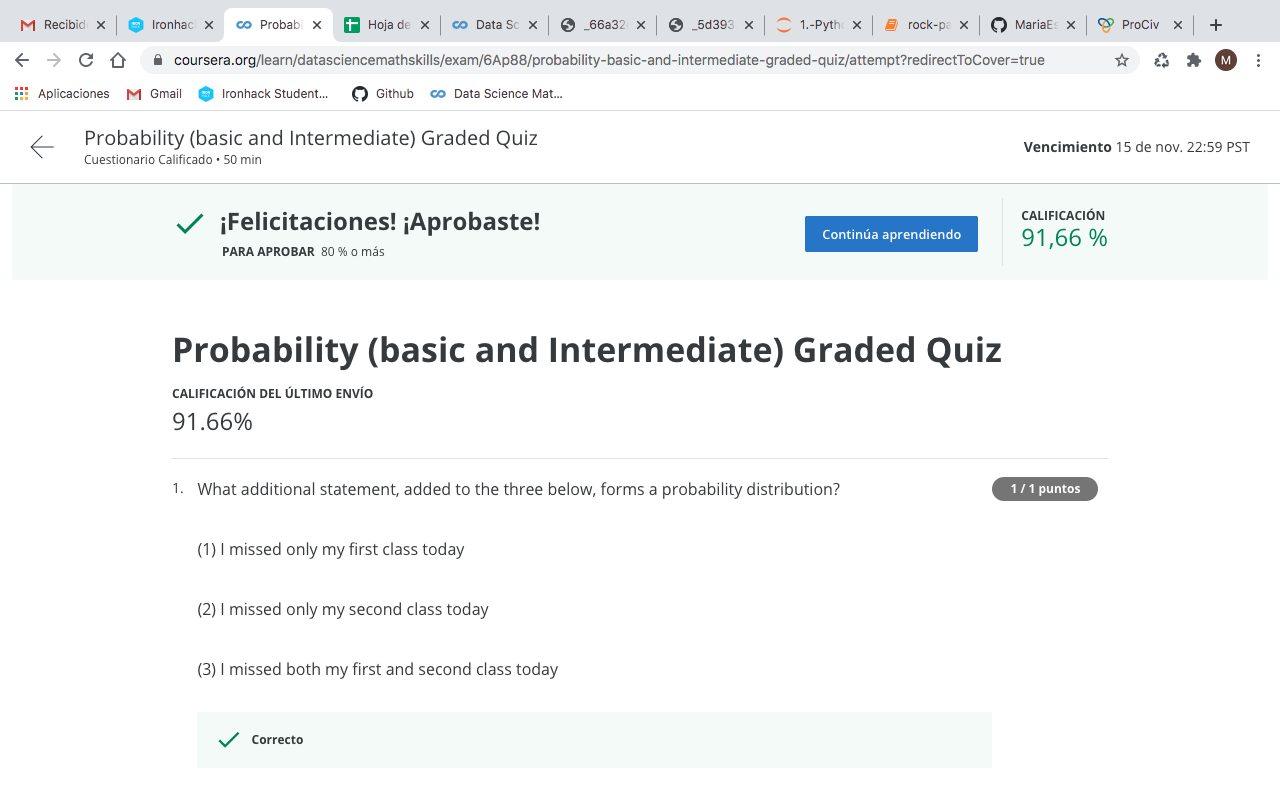 Recibid
Ironhac
Probabi
Hoja de
Data Sc
_66a32
_5d393
1.-Pyth
rock-pa
MariaEs
ProCiv
coursera.org/learn/datasciencemathskills/exam/6Ap88/probability-basic-and-intermediate-graded-quiz/attempt?redirectToCover=true
M
Aplicaciones
Gmail
Ironhack Student...
Github
Data Science Mat...
Probability (basic and Intermediate) Graded Quiz
Cuestionario Calificado • 50 min
Vencimiento 15 de nov. 22:59 PST
¡Felicitaciones! ¡Aprobaste!
PARA APROBAR 80 % o más
Continúa aprendiendo
CALIFICACIÓN
91,66 %
Probability (basic and Intermediate) Graded Quiz
CALIFICACIÓN DEL ÚLTIMO ENVÍO
91.66%
1. What additional statement, added to the three below, forms a probability distribution?
1 / 1 puntos
(1) I missed only my first class today
(2) I missed only my second class today
(3) I missed both my first and second class today
Correcto